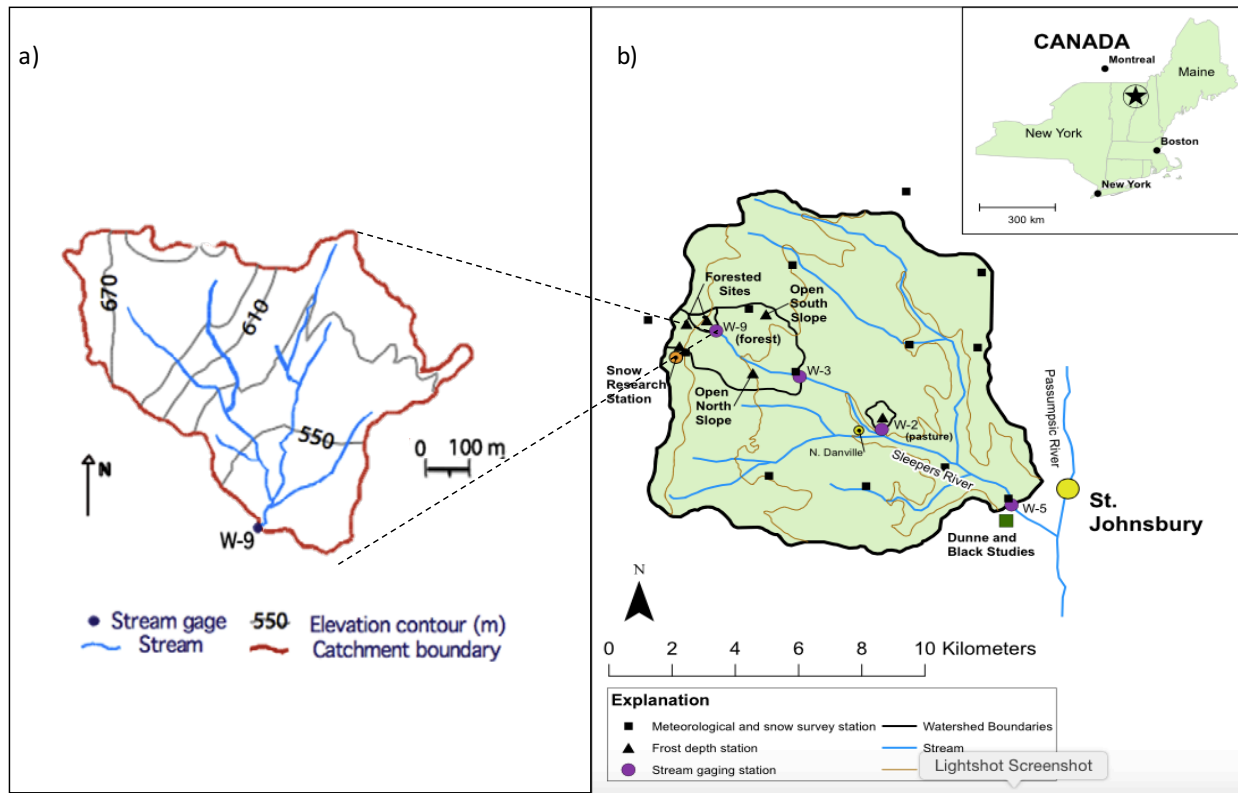 a)
670
610
550
0 100 m
N
W-9
Stream gage
550 Elevation contour (m)
Stream
Catchment boundary
b)
CANADA
Montreal
Maine
New York
Boston
New York
300 km
Forested
Sites
Open
South
Slope
W-9
(forest)
W-3
Snow
Research
Station
Open
North
Slope
W-2
(pasture)
N. Danville
Sleepers River
Passumpsic River
W-5
St.
Johnsbury
Dunne and
Black Studies
N
0 2 4 6 8 10 Kilometers
Explanation
Meteorological and snow survey station
Watershed Boundaries
Frost depth station
Stream
Stream gaging station
Lightshot Screenshot